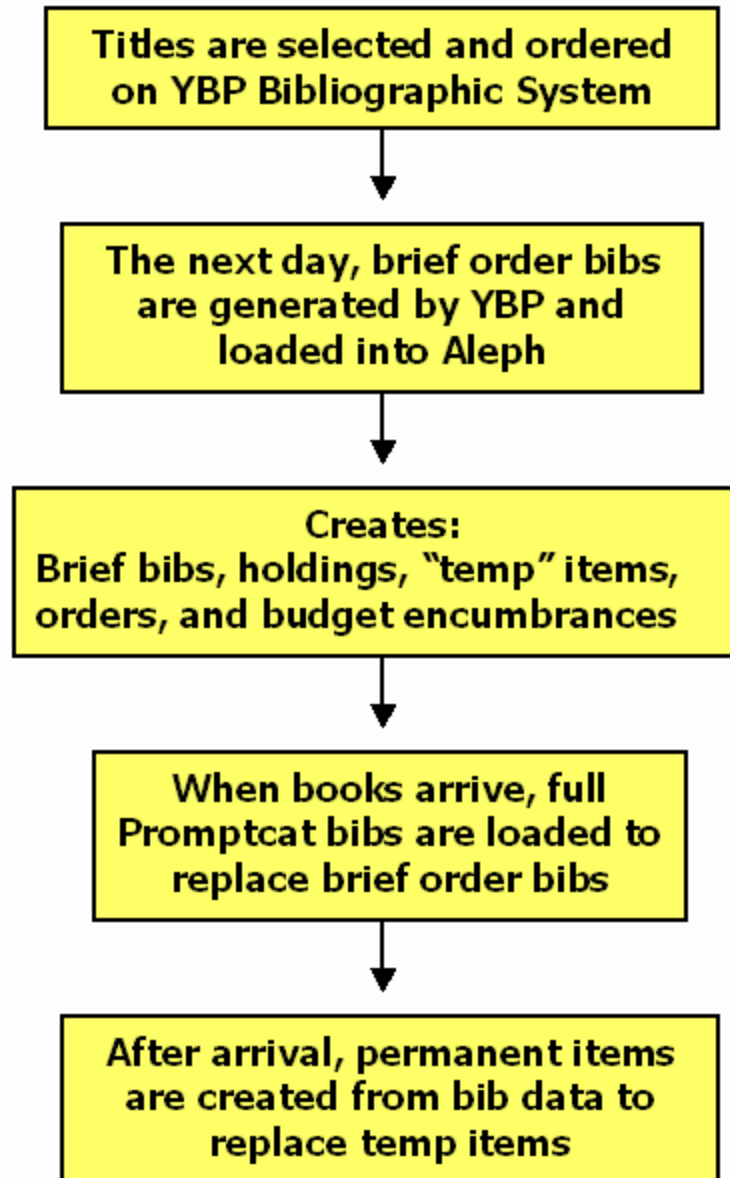 Titles are selected and ordered
on YBP Bibliographic System
The next day, brief order bibs
are generated by YBP and
loaded into Aleph
Creates:
Brief bibs, holdings, “temp” items,
orders, and budget encumbrances
When books arrive, full
Promptcat bibs are loaded to
replace brief order bibs
After arrival, permanent items
are created from bib data to
replace temp items